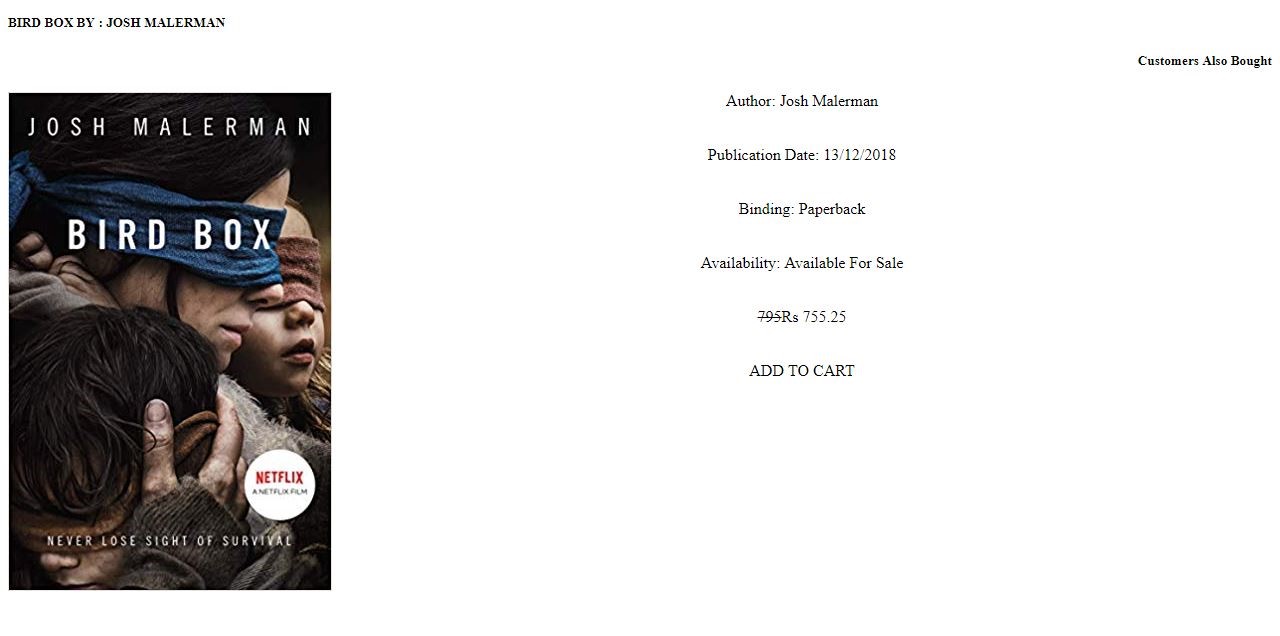 BIRD BOX BY : JOSH MALERMAN
Customers Also Bought
JOSH MALERMAN
BIRD BOX
NETFLIX
A NETFLIX FILM
NEVER LOSE SIGHT OF SURVIVAL
Author: Josh Malerman
Publication Date: 13/12/2018
Binding: Paperback
Availability: Available For Sale
795Rs 755.25
ADD TO CART